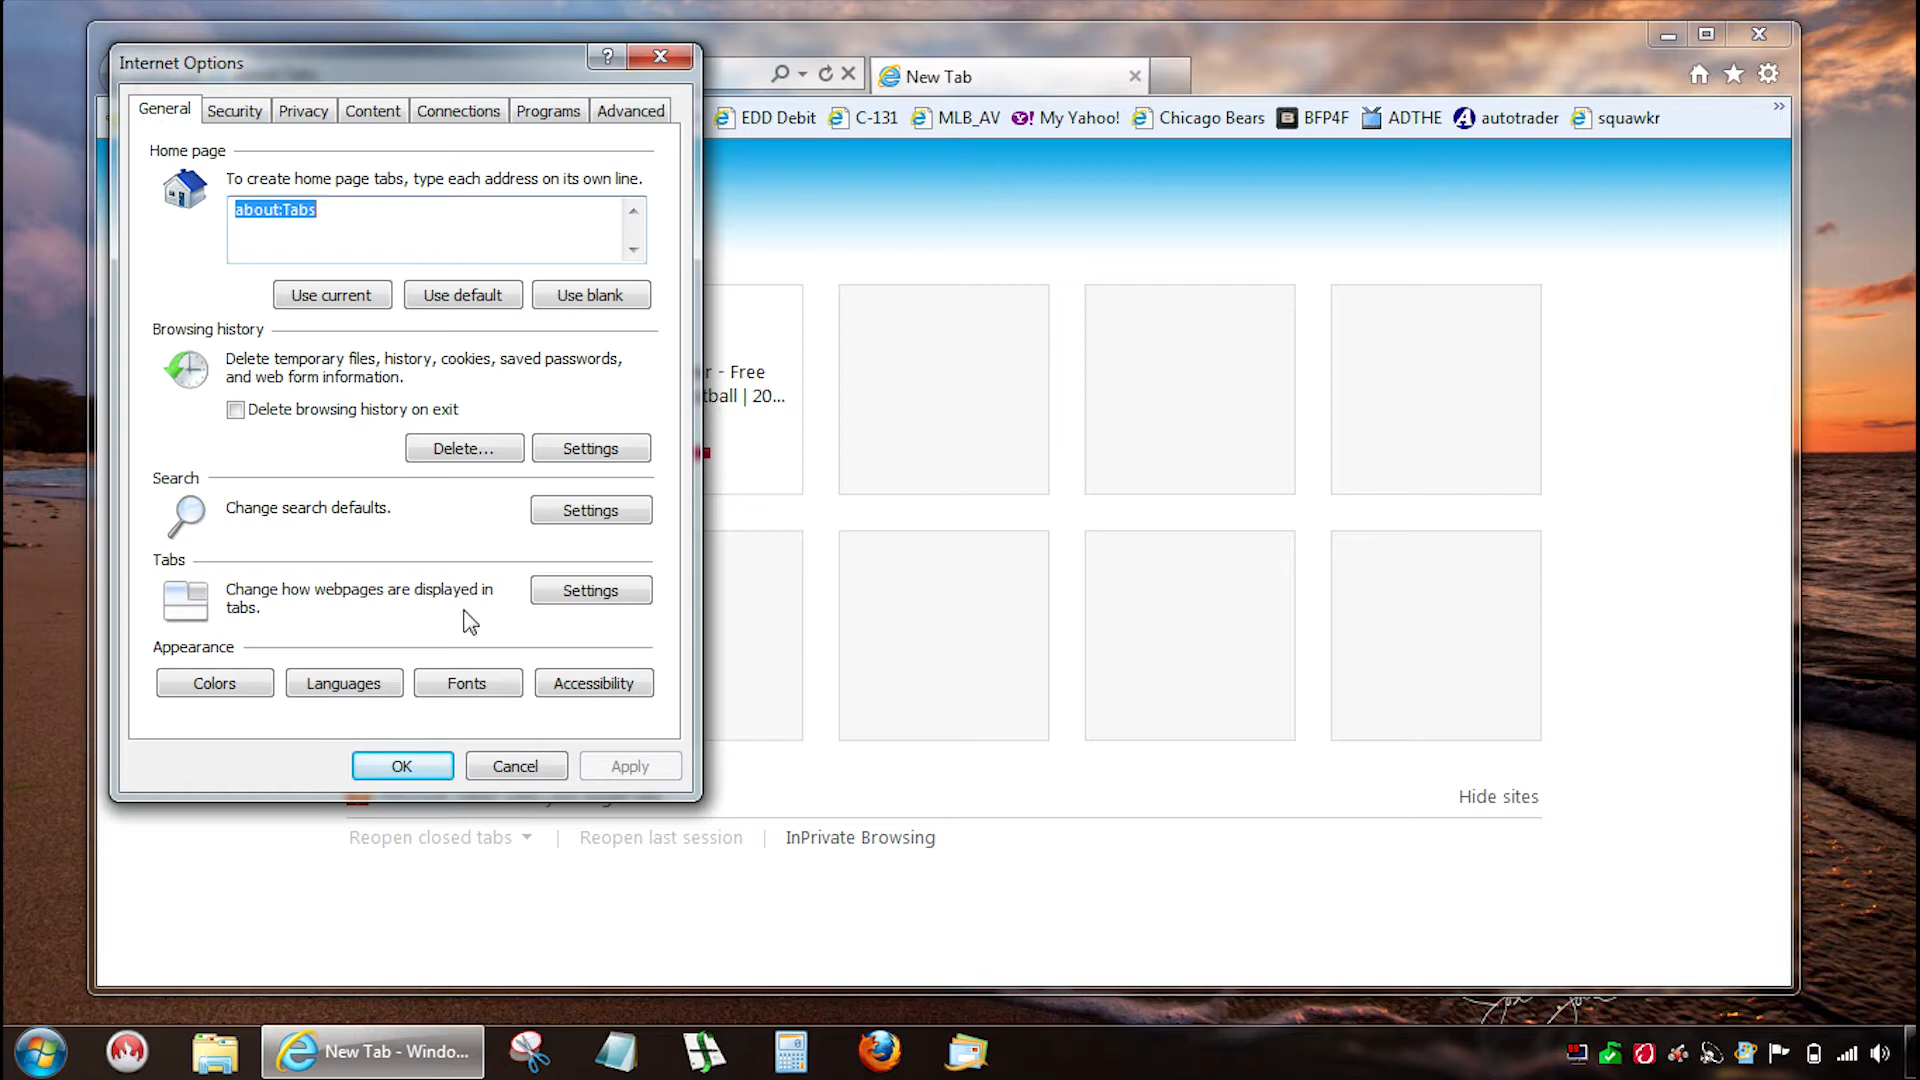 Internet Options
New Tab
General Security Privacy Content Connections Programs Advanced
EDD Debit C-131 MLB_AV My Yahoo! Chicago Bears BFP4F ADTHE autotrader squawkr
Home page
To create home page tabs, type each address on its own line.
about:Tabs
Use current Use default Use blank
Browsing history
Delete temporary files, history, cookies, saved passwords,
and web form information.
r - Free
tball | 20...
Delete browsing history on exit
Delete... Settings
Search
Change search defaults. Settings
Tabs
Change how webpages are displayed in
tabs.
Settings
Appearance
Colors Languages Fonts Accessibility
OK Cancel Apply
Hide sites
Reopen closed tabs | Reopen last session | InPrivate Browsing
New Tab - Windo...